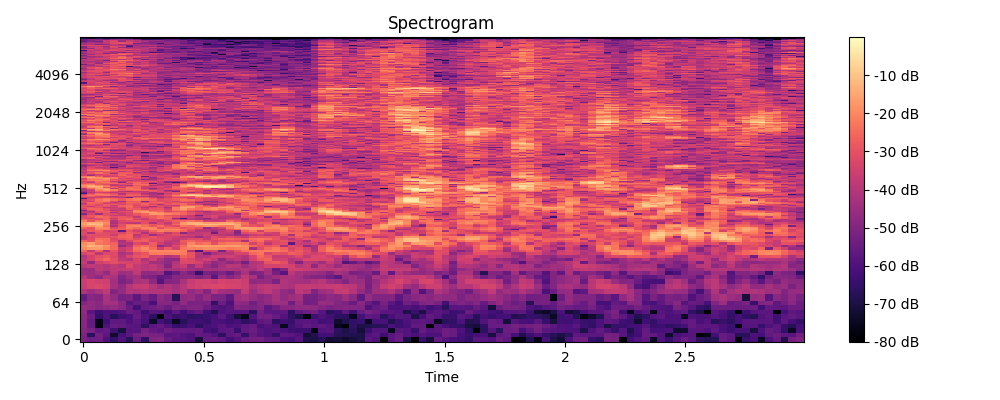 Spectrogram
Hz
4096
2048
1024
512
256
128
64
0
0
0.5
1
1.5
2
2.5
Time
-10 dB
-20 dB
-30 dB
-40 dB
-50 dB
-60 dB
-70 dB
-80 dB